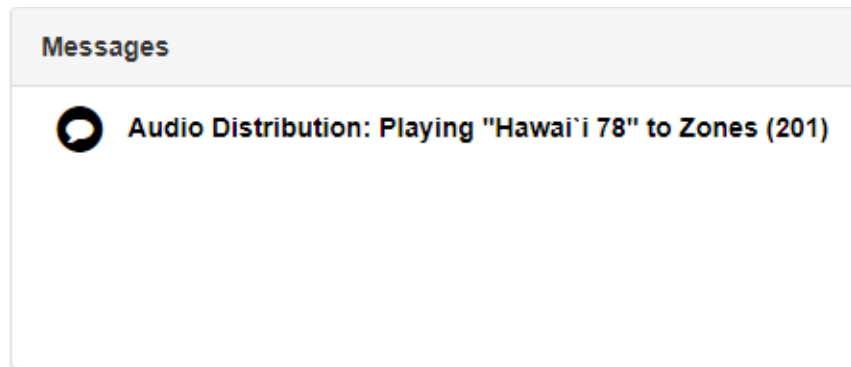 Messages
Audio Distribution: Playing "Hawai`i 78" to Zones (201)